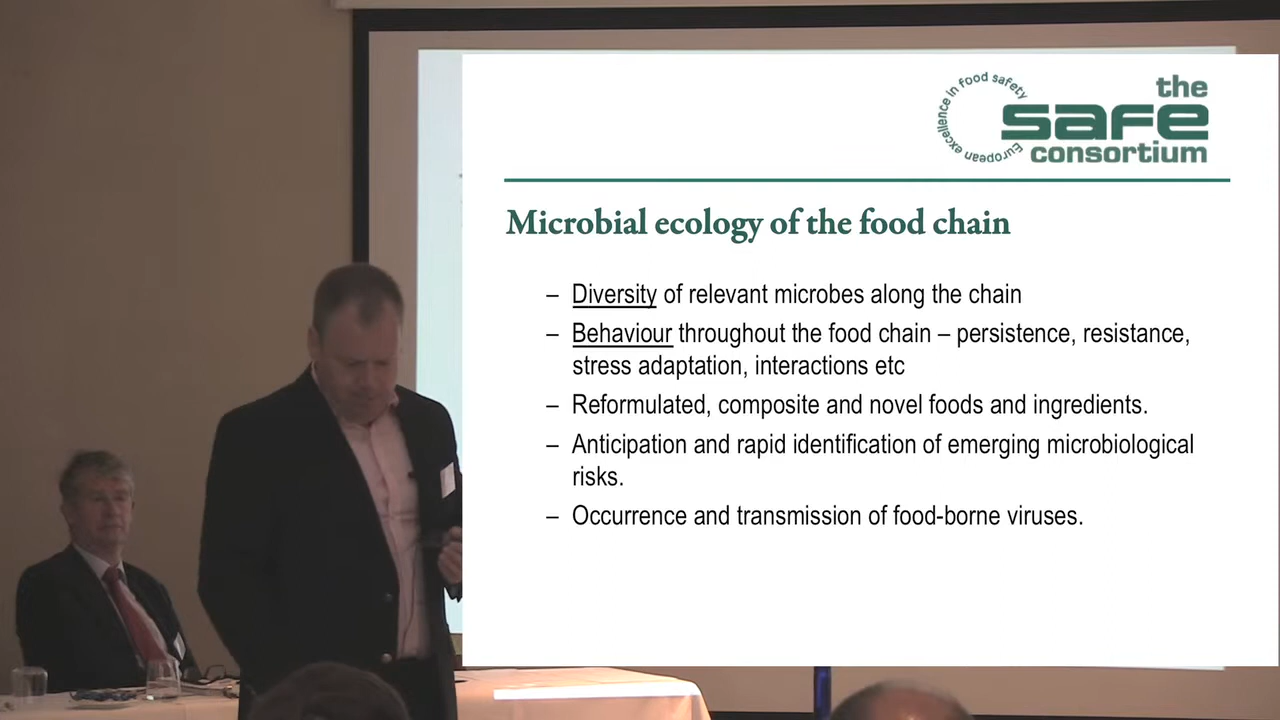 European excellence in food safety
the
safe
consortium
Microbial ecology of the food chain
– Diversity of relevant microbes along the chain
– Behaviour throughout the food chain – persistence, resistance,
stress adaptation, interactions etc
– Reformulated, composite and novel foods and ingredients.
– Anticipation and rapid identification of emerging microbiological
risks.
– Occurrence and transmission of food-borne viruses.